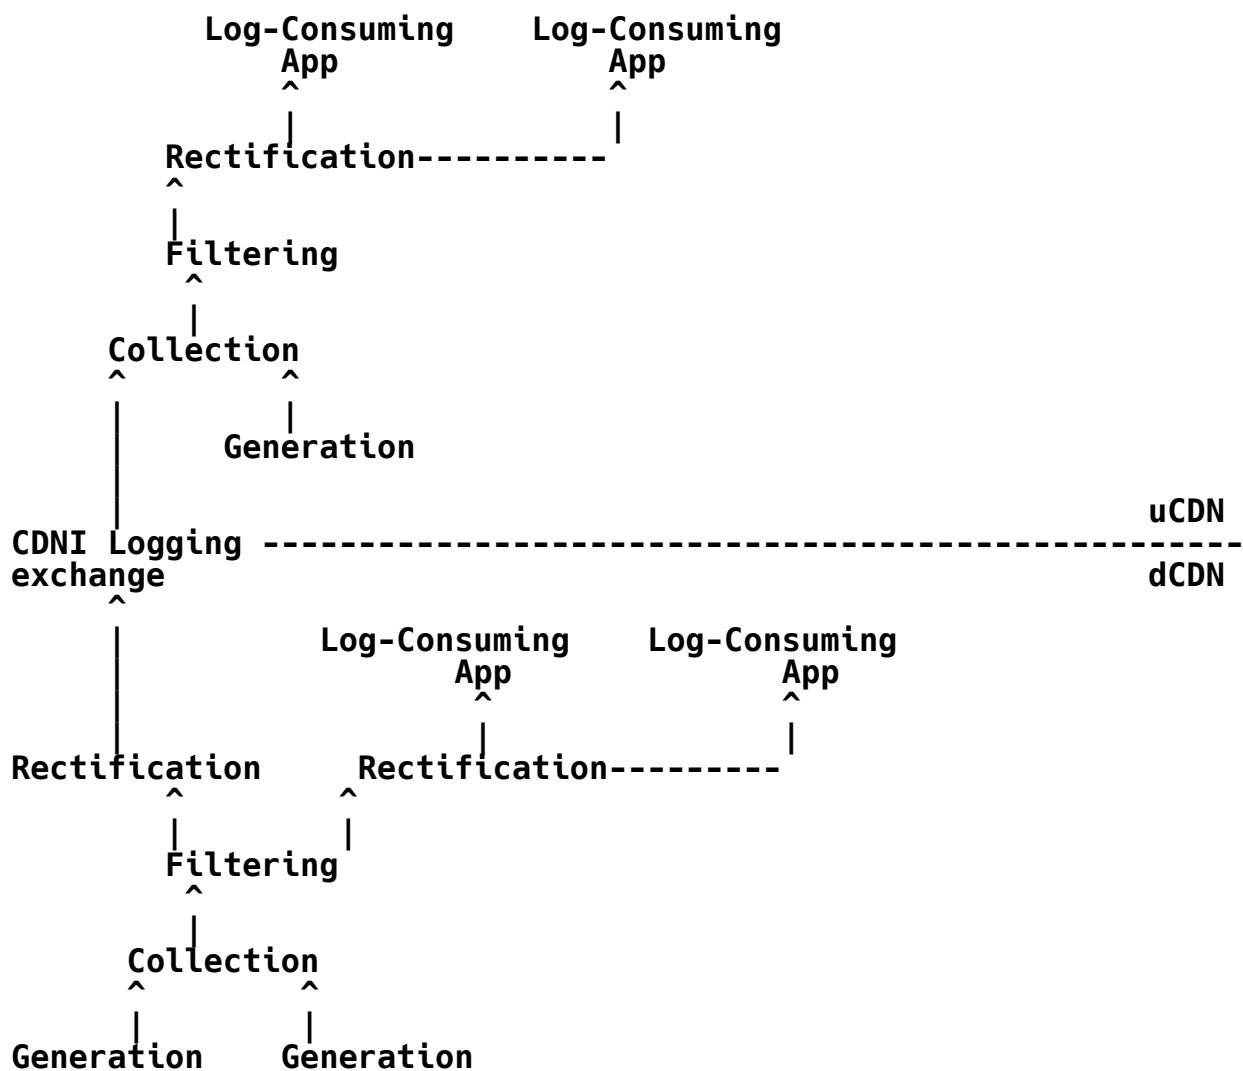 Log-Consuming    Log-Consuming
App              App
^                ^
|                |
Rectification----------
^
|
Filtering
^
|
Collection
^        ^
|        |
|     Generation
|
|                                                     uCDN
CDNI Logging ---------------------------------------------------
exchange                                              dCDN
^
|          Log-Consuming    Log-Consuming
|                 App              App
|                  ^               ^
|                  |               |
Rectification     Rectification---------
^        ^
|        |
Filtering
^
|
Collection
^        ^
|        |
Generation    Generation